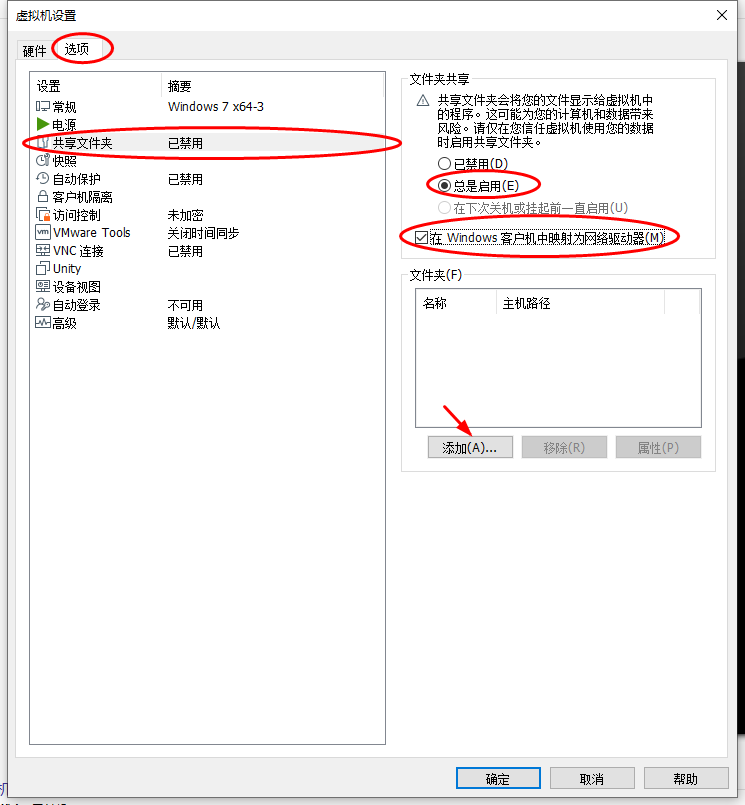 虚拟机设置
硬件 选项
设置 摘要
常规 Windows 7 x64-3
电源
共享文件夹 已禁用
快照
自动保护 已禁用
客户机隔离
访问控制 未加密
VMware Tools 关闭时间同步
VNC 连接 已禁用
Unity
设备视图
自动登录 不可用
高级 默认/默认
文件夹共享
共享文件夹会将您的文件显示给虚拟机中
的程序。这可能为您的计算机和数据带来
风险。请仅在您信任虚拟机使用您的数据
时启用共享文件夹。
已禁用(D)
总是启用(E)
在下次关机或挂起前一直启用(U)
在 Windows 客户机中映射为网络驱动器(M)
文件夹(F)
名称 主机路径
添加(A)... 移除(R) 属性(P)
确定 取消 帮助